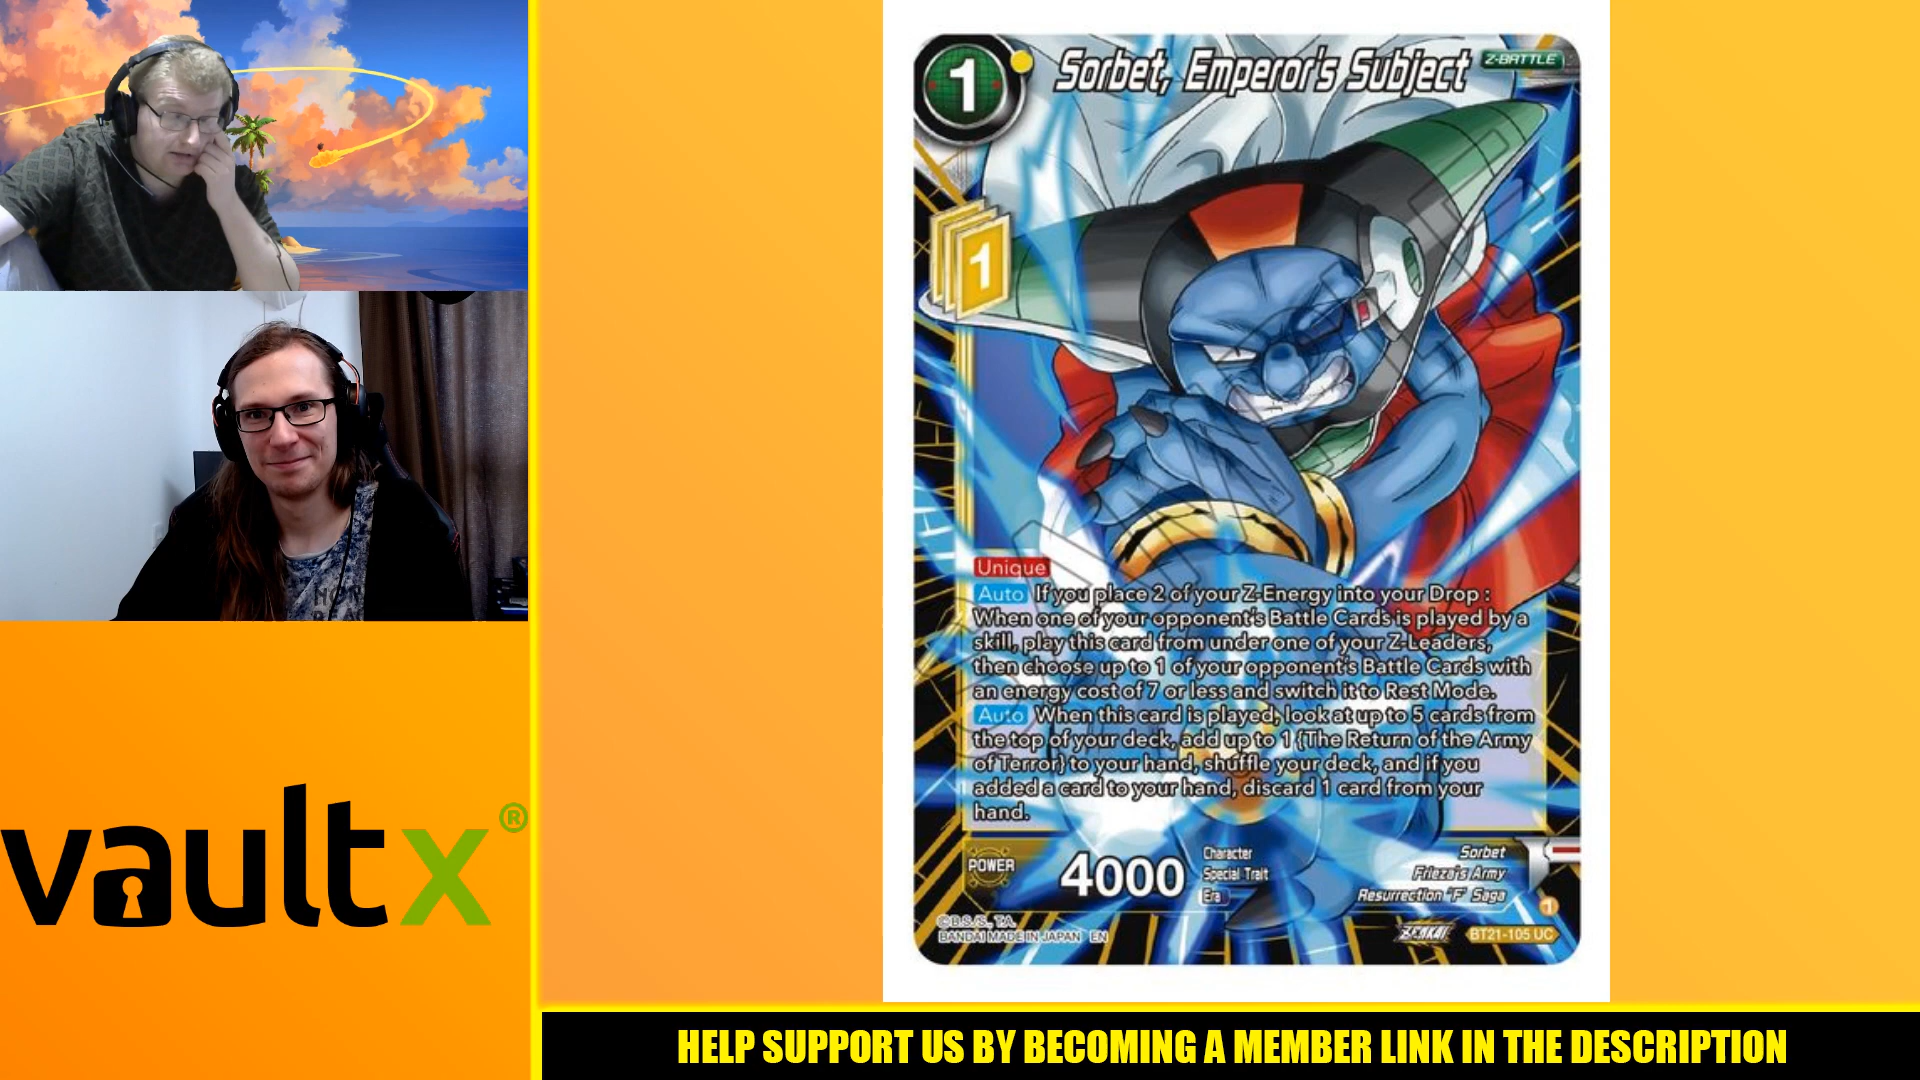 1
Sorbet, Emperor's Subject
Z-BATTLE
1
Unique
Auto If you place 2 of your Z-Energy into your Drop :
When one of your opponent's Battle Cards is played by a
skill, play this card from under one of your Z-Leaders,
then choose up to 1 of your opponent's Battle Cards with
an energy cost of 7 or less and switch it to Rest Mode.
Auto When this card is played, look at up to 5 cards from
the top of your deck, add up to 1 {The Return of the Army
of Terror} to your hand, shuffle your deck, and if you
added a card to your hand, discard 1 card from your
hand.
POWER
4000
Character Sorbet
Special Trait Frieza's Army
Era Resurrection "F" Saga
1
©B.S./S., T.A.
BANDAI MADE IN JAPAN EN
ZENKAI
BT21-105 UC
vaultx®
HELP SUPPORT US BY BECOMING A MEMBER LINK IN THE DESCRIPTION